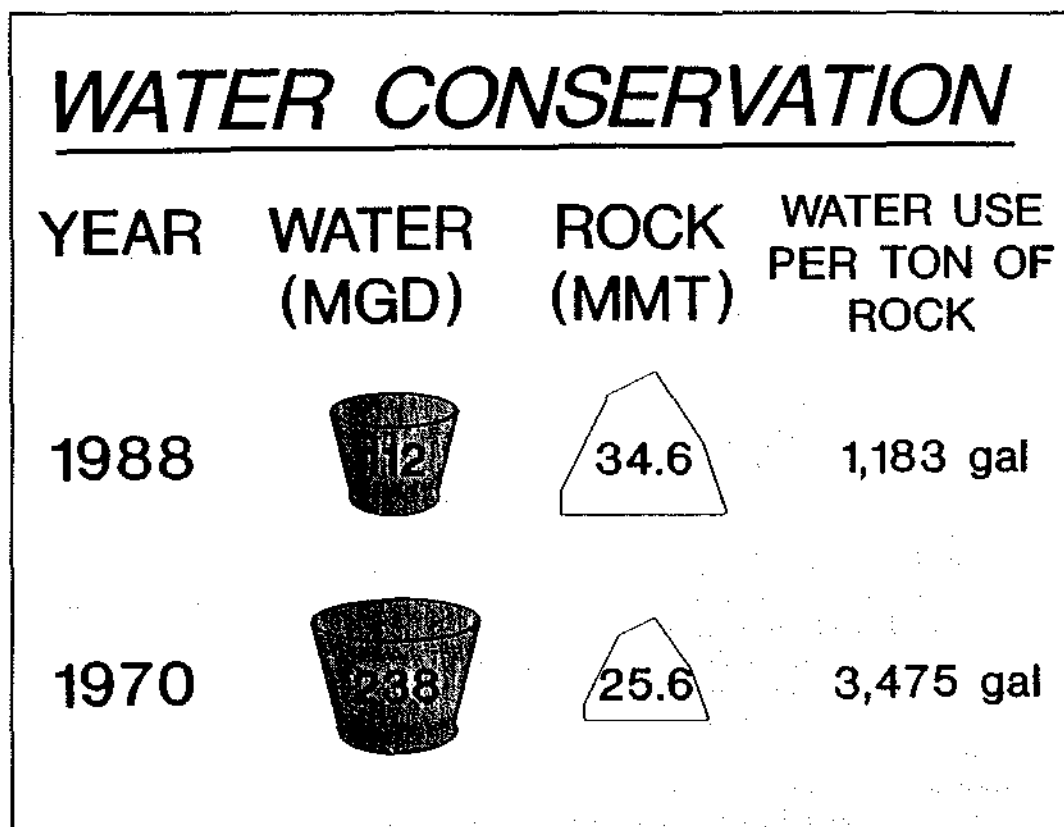 WATER CONSERVATION
YEAR WATER (MGD) ROCK (MMT) WATER USE PER TON OF ROCK
1988 112 34.6 1,183 gal
1970 238 25.6 3,475 gal